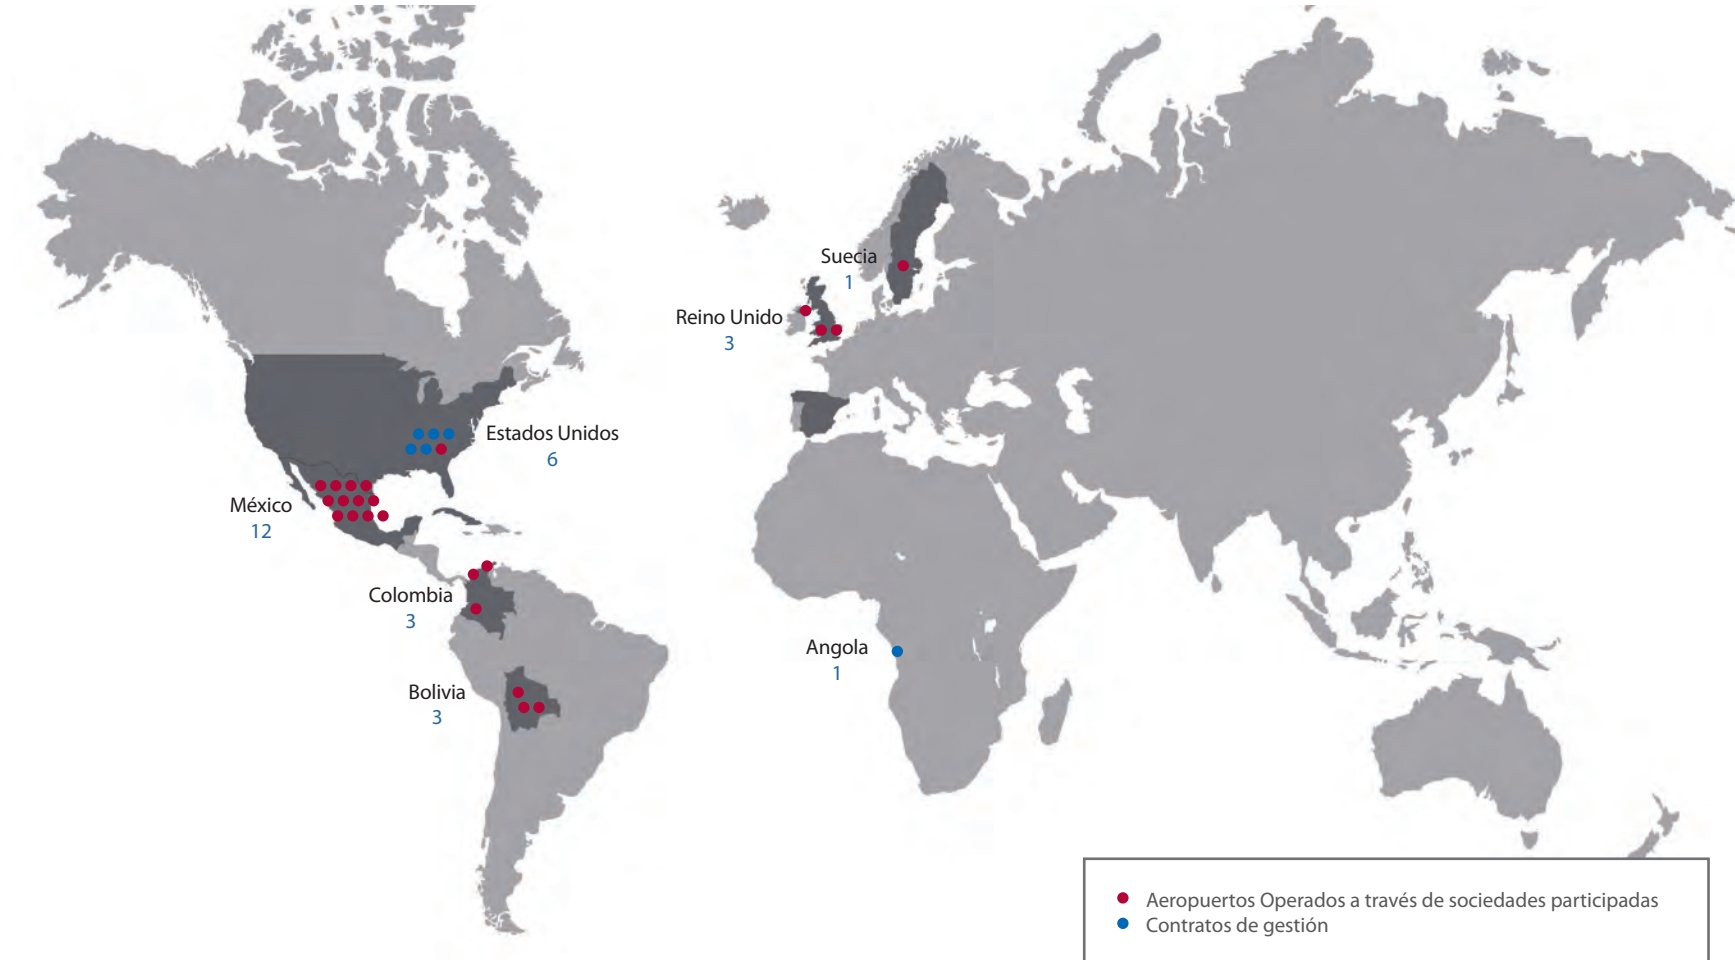 Suecia
1
Reino Unido
3
Estados Unidos
6
México
12
Colombia
3
Angola
1
Bolivia
3
Aeropuertos Operados a través de sociedades participadas
Contratos de gestión